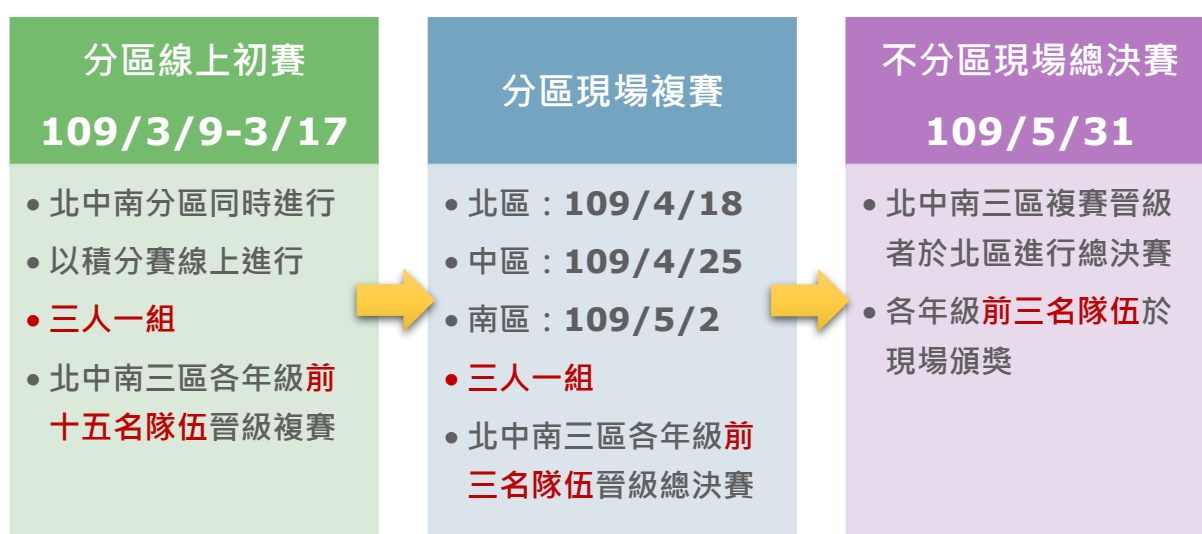 分區線上初賽
109/3/9-3/17
• 北中南分區同時進行
• 以積分賽線上進行
• 三人一組
• 北中南三區各年級前
十五名隊伍晉級複賽
分區現場複賽
• 北區：109/4/18
• 中區：109/4/25
• 南區：109/5/2
• 三人一組
• 北中南三區各年級前
三名隊伍晉級總決賽
不分區現場總決賽
109/5/31
• 北中南三區複賽晉級
者於北區進行總決賽
• 各年級前三名隊伍於
現場頒獎